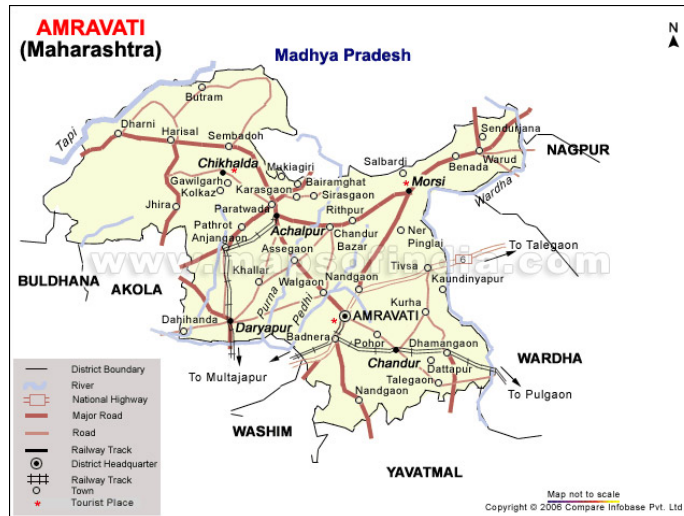 AMRAVATI
(Maharashtra)
Madhya Pradesh
N
Butram
Tapi
Dharni
Harisal
Sembadoh
Sendurjana
NAGPUR
Chikhalda
Mukiagiri
Salbardi
Benada
Warud
Gawilgarh
Bairamghat
Morsi
Kolkaz
Karasgaon
Sirasgaon
Wardha
Jhira
Paratwada
Rithpur
Pathrot
Achalpur
Chandur
Bazar
Ner
Pinglai
Anjangaon
Assegaon
6
To Talegaon
www.mapsofindia.com
BULDHANA
AKOLA
Khallar
Walgaon
Nandgaon
Tivsa
Kaundinyapur
Purna
Pedhi
Kurha
Dahihanda
Daryapur
AMRAVATI
Badnera
Pohor
Dhamangaon
WARDHA
To Multajapur
Chandur
Dattapur
Talegaon
To Pulgaon
Nandgaon
WASHIM
YAVATMAL
District Boundary
River
National Highway
Major Road
Road
Railway Track
District Headquarter
Railway Track
Town
Tourist Place
Map not to scale
Copyright © 2006 Compare Infobase Pvt. Ltd